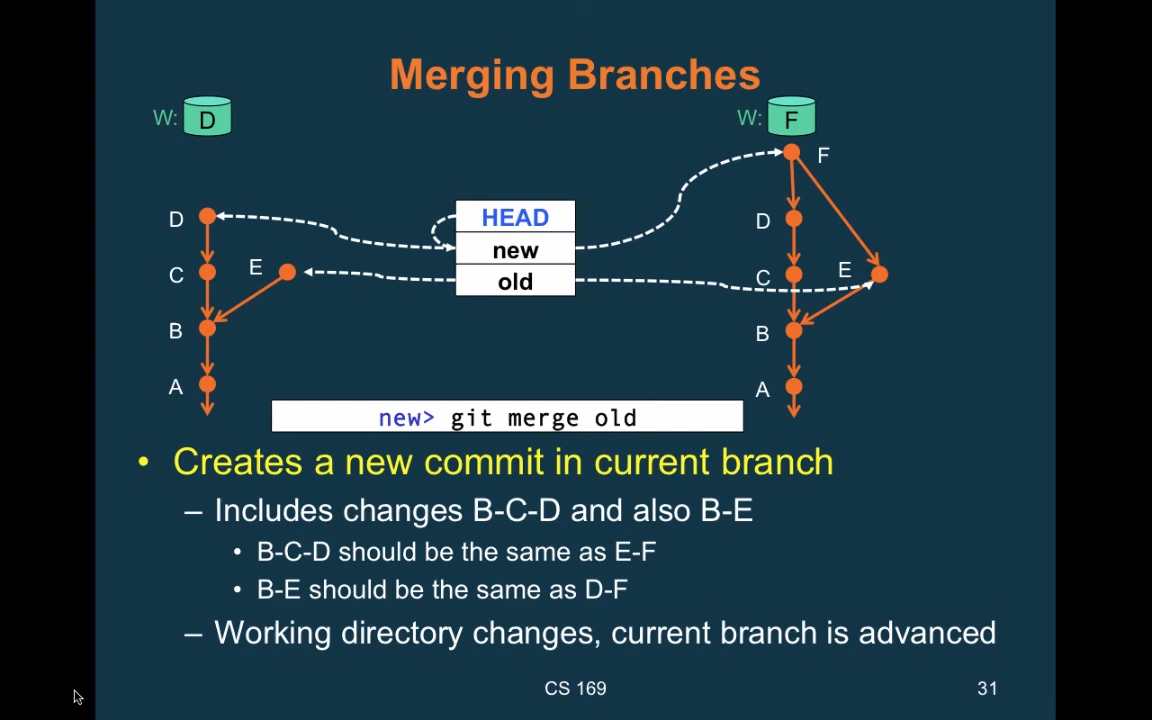 Merging Branches
W: D
W: F
F
D
C
E
B
A
HEAD
new
old
D
C
E
B
A
new> git merge old
• Creates a new commit in current branch
– Includes changes B-C-D and also B-E
• B-C-D should be the same as E-F
• B-E should be the same as D-F
– Working directory changes, current branch is advanced
CS 169
31